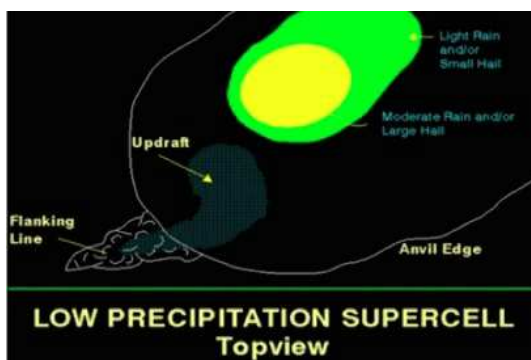 Light Rain
and/or
Small Hail
Moderate Rain and/or
Large Hail
Updraft
Flanking
Line
Anvil Edge
LOW PRECIPITATION SUPERCELL
Topview